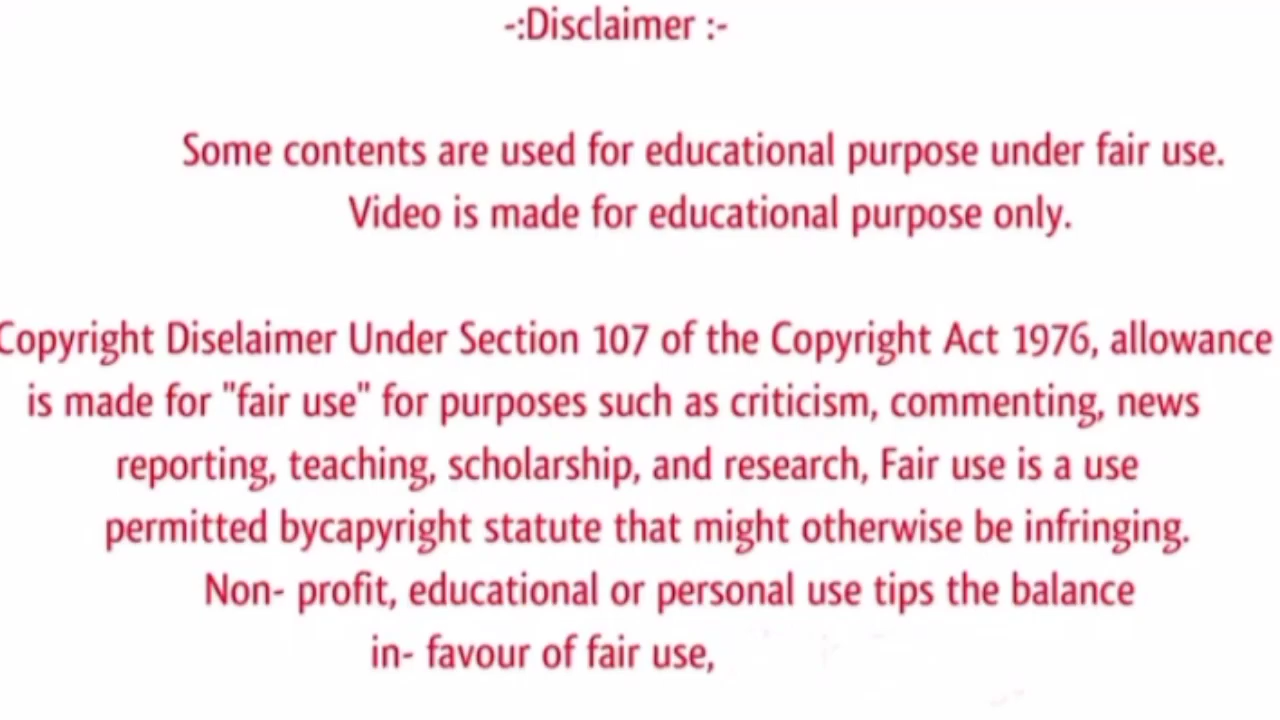 -:Disclaimer :-
Some contents are used for educational purpose under fair use.
Video is made for educational purpose only.
Copyright Diselaimer Under Section 107 of the Copyright Act 1976, allowance
is made for "fair use" for purposes such as criticism, commenting, news
reporting, teaching, scholarship, and research, Fair use is a use
permitted bycapyright statute that might otherwise be infringing.
Non- profit, educational or personal use tips the balance
in- favour of fair use,